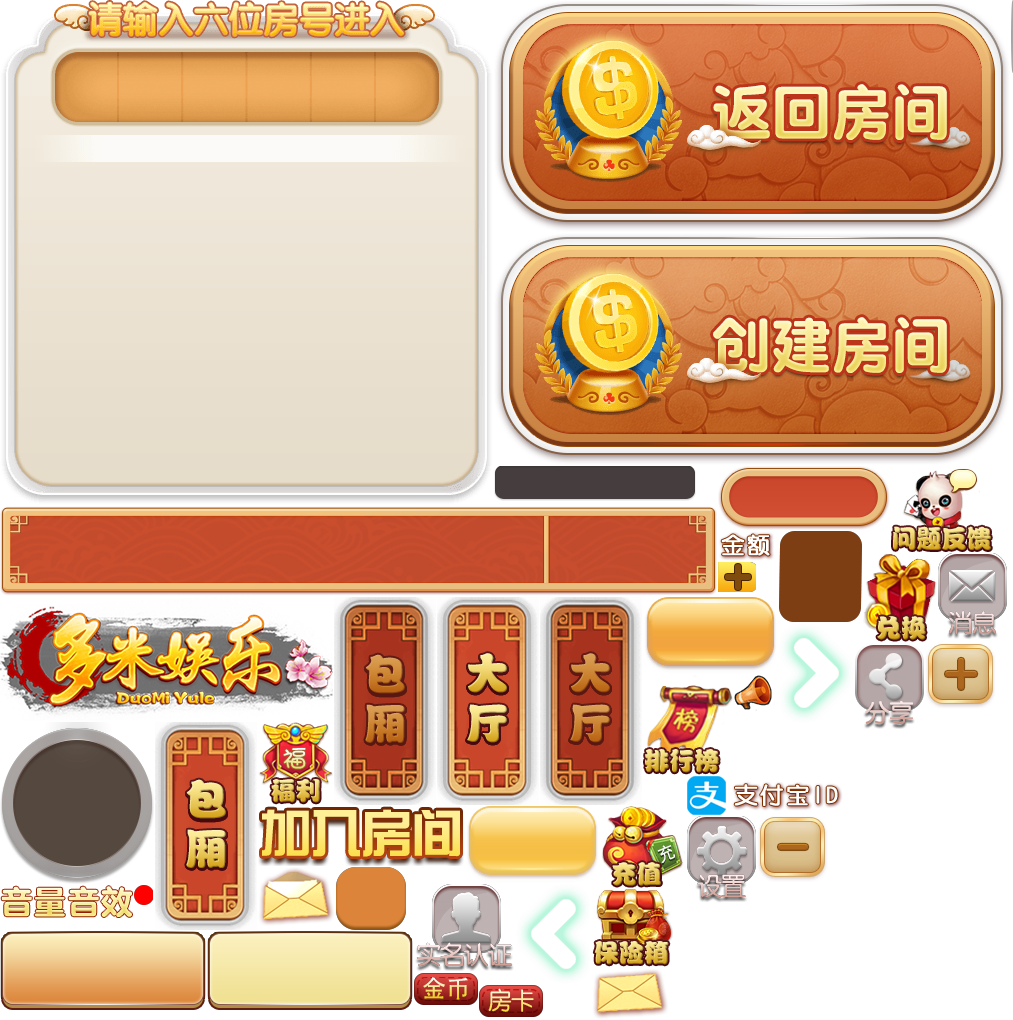 请输入六位房号进入
返回房间
创建房间
问题反馈
金额
兑换
消息
多米娱乐
DuoMi Yule
包厢
大厅
大厅
分享
榜
排行榜
福
福利
包厢
支
支付宝ID
加入房间
充
充值
设置
音量音效
实名认证
保险箱
金币
房卡